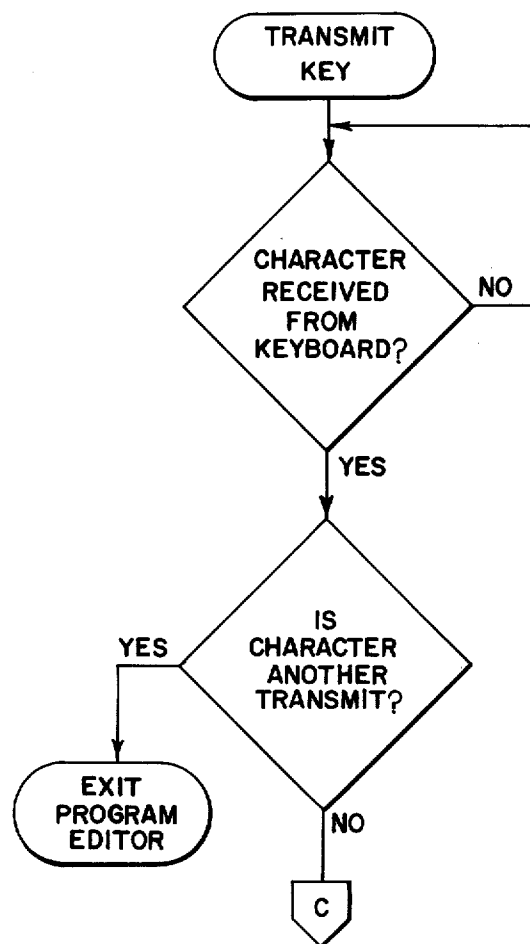 TRANSMIT
KEY
CHARACTER
RECEIVED
FROM
KEYBOARD?
NO
YES
IS
CHARACTER
ANOTHER
TRANSMIT?
YES
EXIT
PROGRAM
EDITOR
NO
C